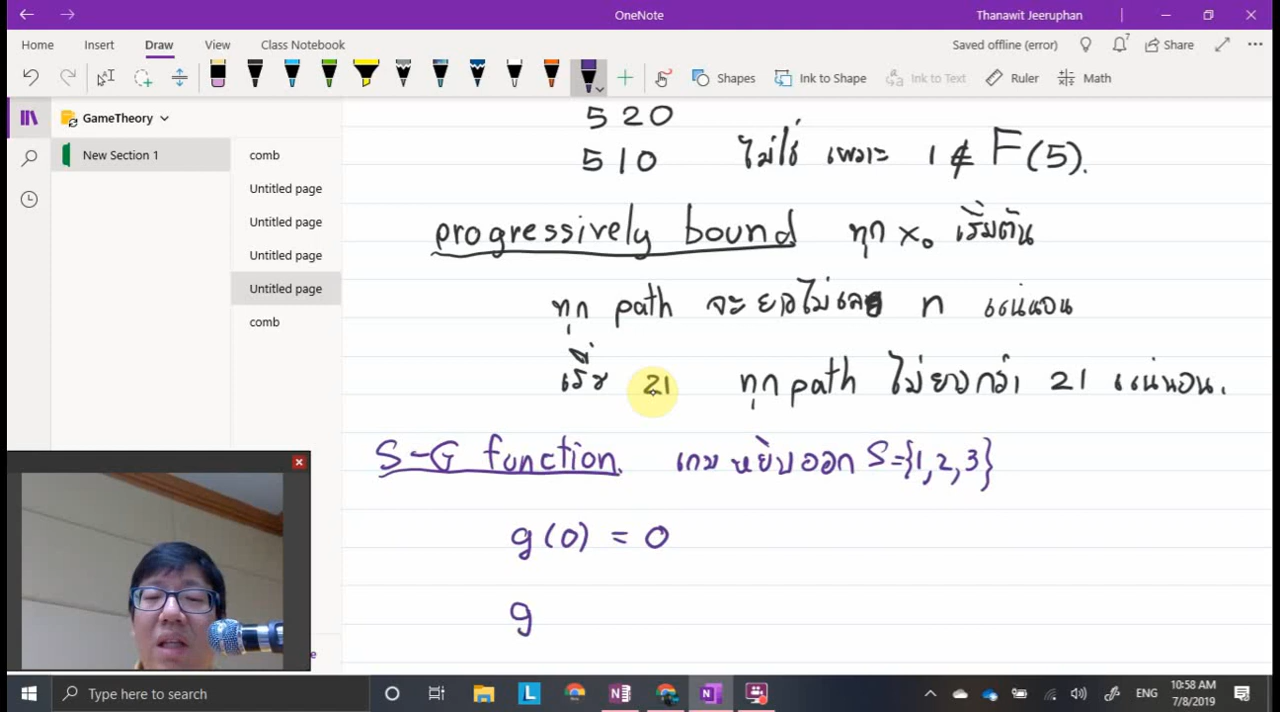 OneNote
Thanawit Jeeruphan
Home Insert Draw View Class Notebook
Saved offline (error) 7 Share
Shapes Ink to Shape Ink to Text Ruler Math
GameTheory
New Section 1
comb
Untitled page
Untitled page
Untitled page
Untitled page
comb
5 2 0
5 1 0 ไม่ใช่ เพราะ 1 ∉ F(5).
progressively bound ทุก x₀ เริ่มต้น
ทุก path จะยาวไม่เลย n แน่นอน
เริ่ม 21 ทุก path ไม่ยาวกว่า 21 แน่นอน.
S-G function. เกมหยิบออก S={1,2,3}
g(0) = 0
g
Type here to search
ENG
10:58 AM
7/8/2019